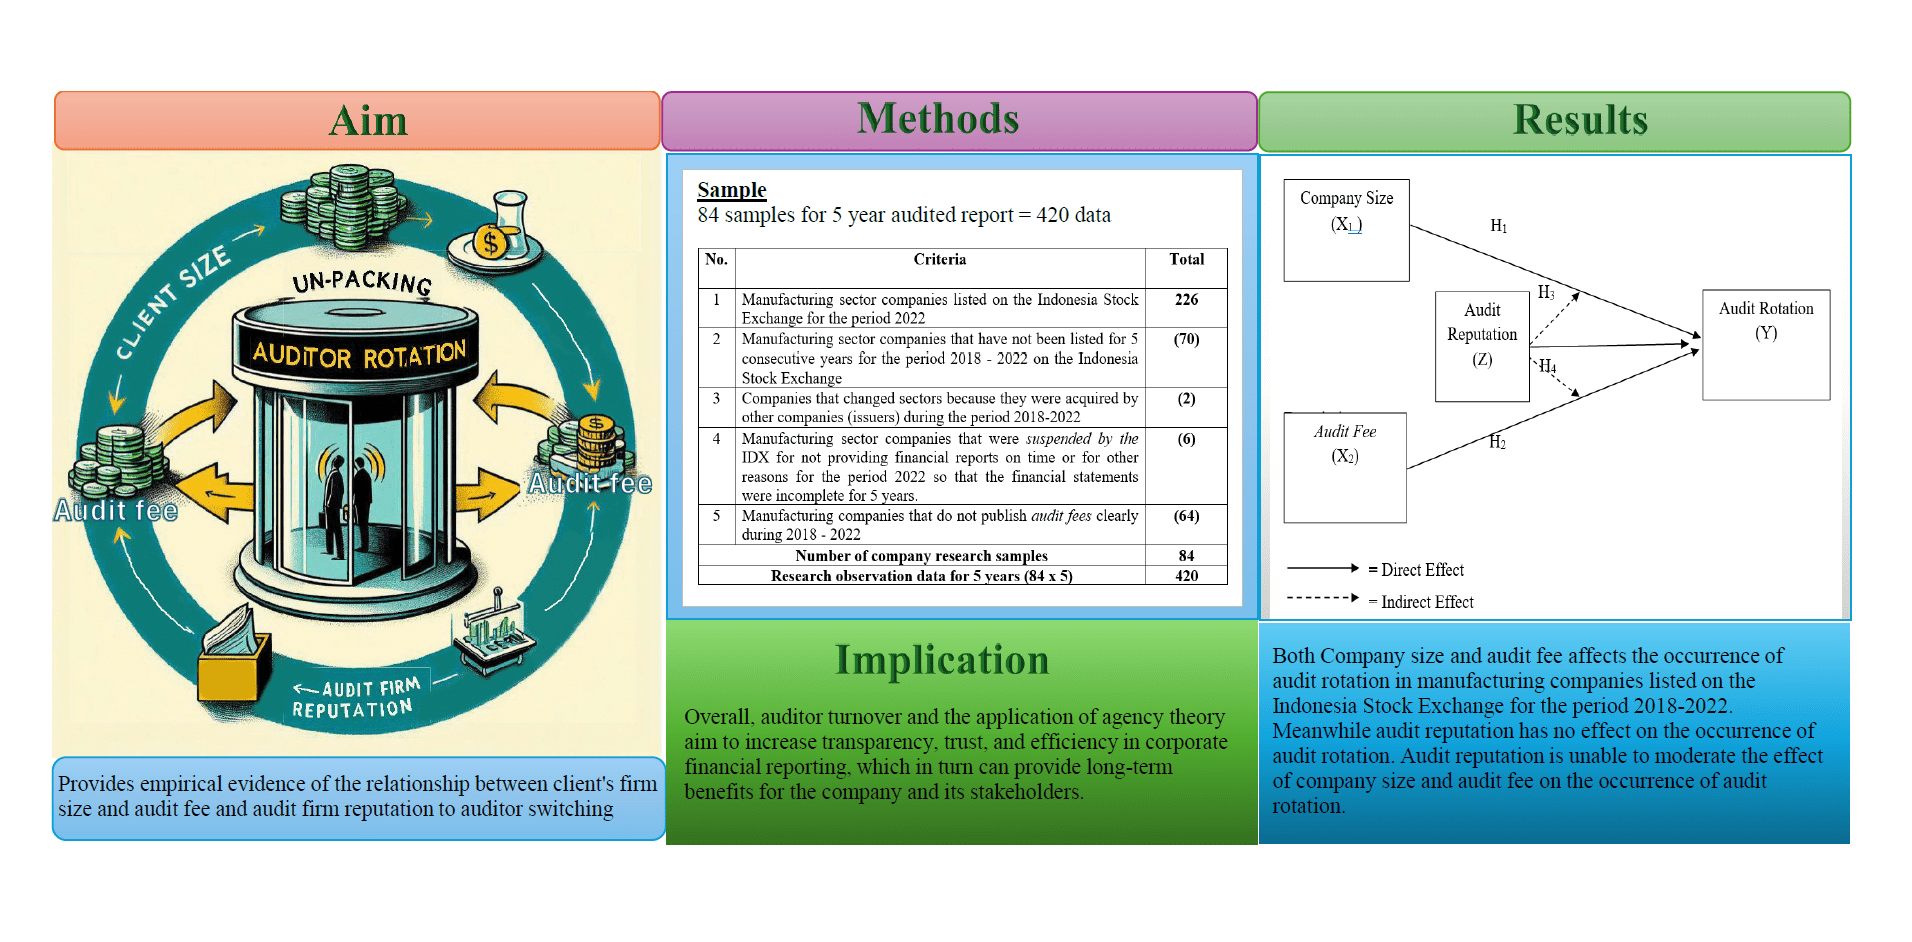 Aim
CLIENT SIZE
UN-PACKING
AUDITOR ROTATION
Audit fee
Audit fee
AUDIT FIRM
REPUTATION
Provides empirical evidence of the relationship between client's firm
size and audit fee and audit firm reputation to auditor switching
Methods
Sample
84 samples for 5 year audited report = 420 data
No. Criteria Total
1 Manufacturing sector companies listed on the Indonesia Stock 226
Exchange for the period 2022
2 Manufacturing sector companies that have not been listed for 5 (70)
consecutive years for the period 2018 - 2022 on the Indonesia
Stock Exchange
3 Companies that changed sectors because they were acquired by (2)
other companies (issuers) during the period 2018-2022
4 Manufacturing sector companies that were suspended by the (6)
IDX for not providing financial reports on time or for other
reasons for the period 2022 so that the financial statements
were incomplete for 5 years.
5 Manufacturing companies that do not publish audit fees clearly (64)
during 2018 - 2022
Number of company research samples 84
Research observation data for 5 years (84 x 5) 420
Implication
Overall, auditor turnover and the application of agency theory
aim to increase transparency, trust, and efficiency in corporate
financial reporting, which in turn can provide long-term
benefits for the company and its stakeholders.
Results
Company Size
(X1)
H1
H3
Audit
Reputation
(Z)
H4
Audit Rotation
(Y)
Audit Fee
(X2)
H2
= Direct Effect
= Indirect Effect
Both Company size and audit fee affects the occurrence of
audit rotation in manufacturing companies listed on the
Indonesia Stock Exchange for the period 2018-2022.
Meanwhile audit reputation has no effect on the occurrence of
audit rotation. Audit reputation is unable to moderate the effect
of company size and audit fee on the occurrence of audit
rotation.